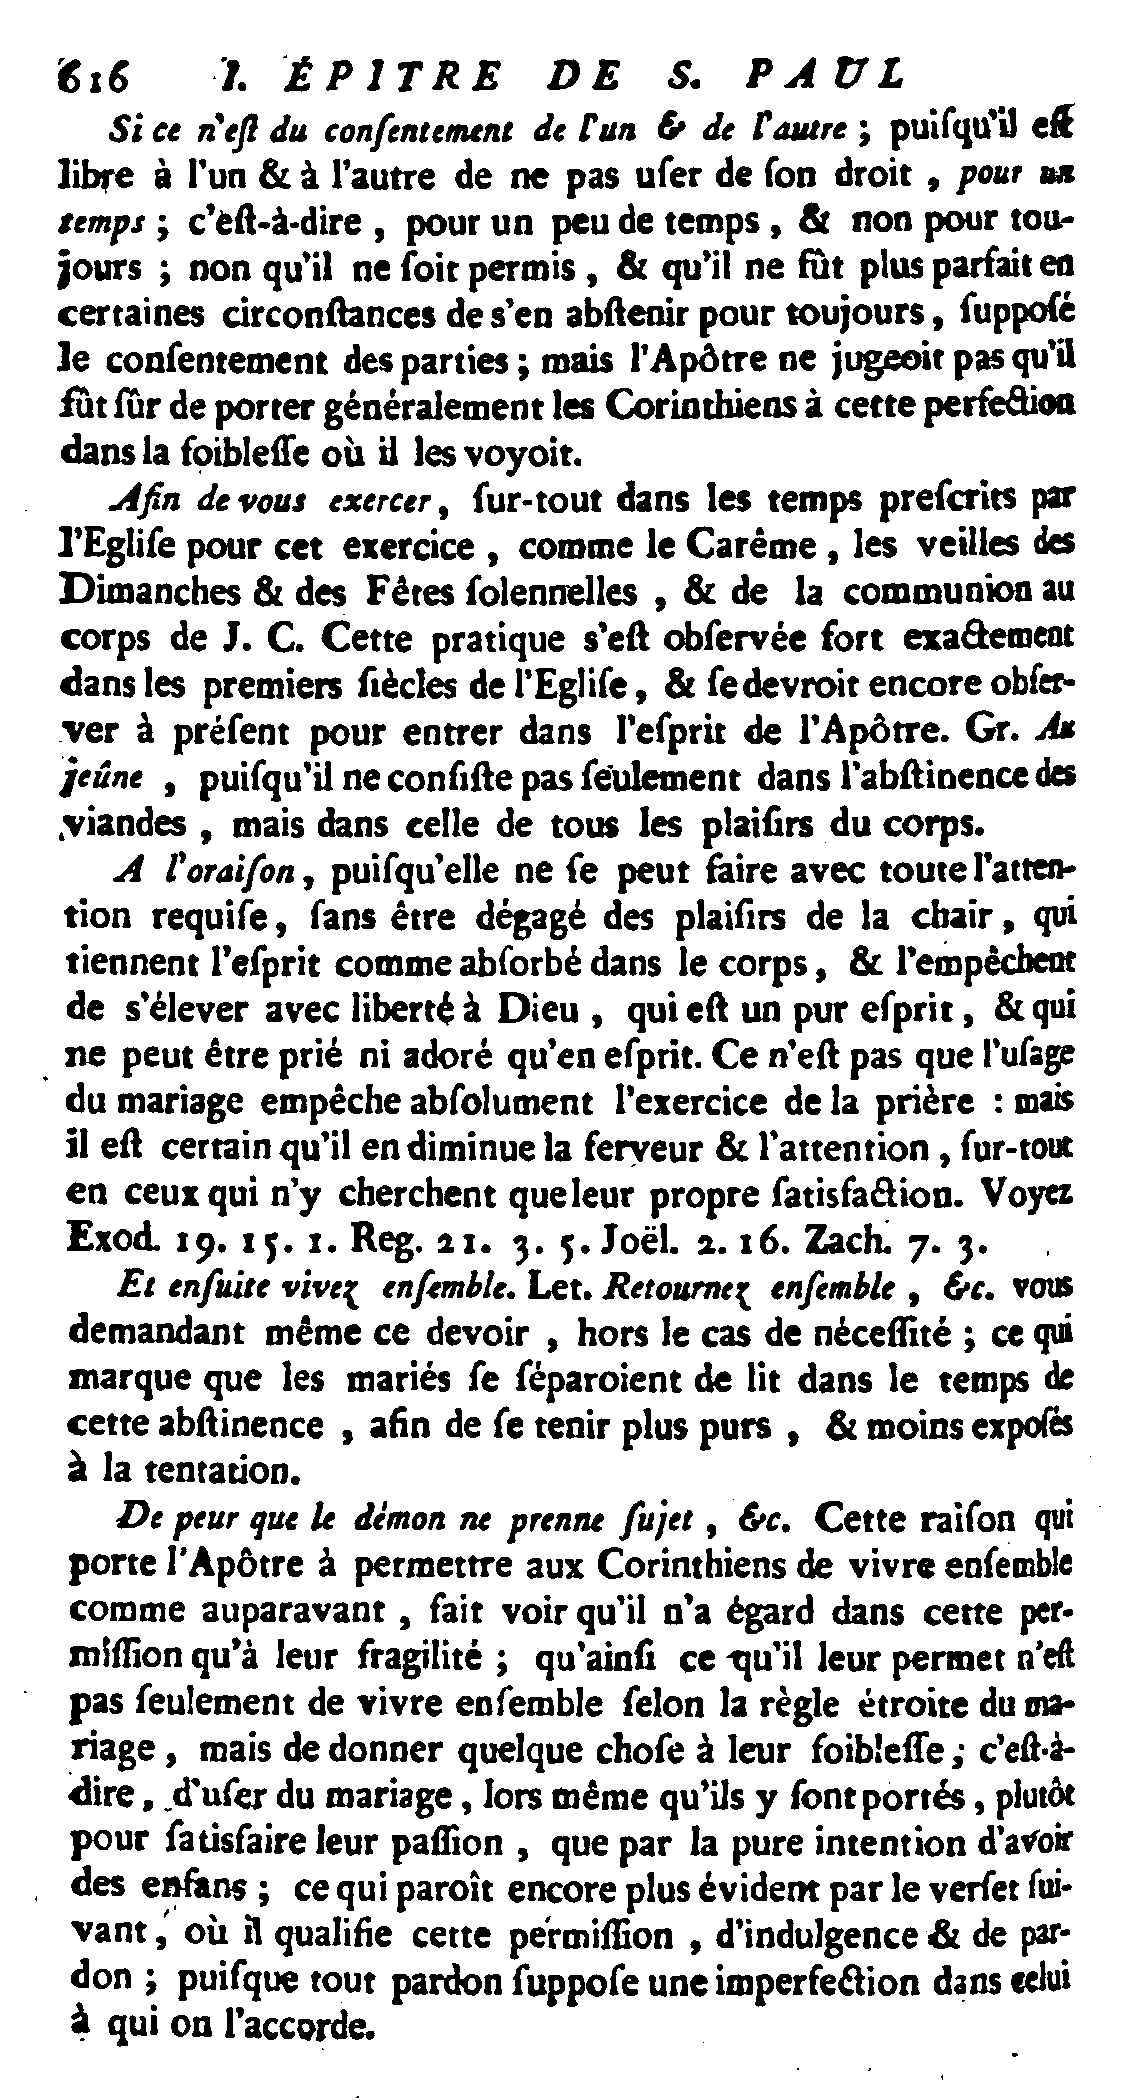 616 I. ÉPITRE DE S. PAUL
Si ce n'eſt du conſentement de l'un & de l'autre ; puiſqu'il eſt
libre à l'un & à l'autre de ne pas uſer de ſon droit , pour un
temps ; c'eſt-à-dire , pour un peu de temps , & non pour tou-
jours ; non qu'il ne ſoit permis , & qu'il ne fût plus parfait en
certaines circonſtances de s'en abſtenir pour toujours , ſuppoſé
le conſentement des parties ; mais l'Apôtre ne jugeoit pas qu'il
fût ſûr de porter généralement les Corinthiens à cette perfection
dans la foibleſſe où il les voyoit.
Afin de vous exercer , ſur-tout dans les temps preſcrits par
l'Egliſe pour cet exercice , comme le Carême , les veilles des
Dimanches & des Fêtes ſolennelles , & de la communion au
corps de J. C. Cette pratique s'eſt obſervée fort exactement
dans les premiers ſiècles de l'Egliſe , & ſe devroit encore obſer-
ver à préſent pour entrer dans l'eſprit de l'Apôtre. Gr. Au
jeûne , puiſqu'il ne conſiſte pas ſeulement dans l'abſtinence des
viandes , mais dans celle de tous les plaiſirs du corps.
A l'oraiſon , puiſqu'elle ne ſe peut faire avec toute l'atten-
tion requiſe , ſans être dégagé des plaiſirs de la chair , qui
tiennent l'eſprit comme abſorbé dans le corps , & l'empêchent
de s'élever avec liberté à Dieu , qui eſt un pur eſprit , & qui
ne peut être prié ni adoré qu'en eſprit. Ce n'eſt pas que l'uſage
du mariage empêche abſolument l'exercice de la prière : mais
il eſt certain qu'il en diminue la ferveur & l'attention , ſur-tout
en ceux qui n'y cherchent que leur propre ſatisfaction. Voyez
Exod. 19. 15. 1. Reg. 21. 3. 5. Joël. 2. 16. Zach. 7. 3.
Et enſuite vivez enſemble. Let. Retournez enſemble , &c. vous
demandant même ce devoir , hors le cas de néceſſité ; ce qui
marque que les mariés ſe ſéparoient de lit dans le temps de
cette abſtinence , afin de ſe tenir plus purs , & moins expoſés
à la tentation.
De peur que le démon ne prenne ſujet , &c. Cette raiſon qui
porte l'Apôtre à permettre aux Corinthiens de vivre enſemble
comme auparavant , fait voir qu'il n'a égard dans cette per-
miſſion qu'à leur fragilité ; qu'ainſi ce qu'il leur permet n'eſt
pas ſeulement de vivre enſemble ſelon la règle étroite du ma-
riage , mais de donner quelque choſe à leur foibleſſe ; c'eſt-à-
dire , d'uſer du mariage , lors même qu'ils y ſont portés , plutôt
pour ſatisfaire leur paſſion , que par la pure intention d'avoir
des enfans ; ce qui paroît encore plus évident par le verſet ſui-
vant , où il qualifie cette permiſſion , d'indulgence & de par-
don ; puiſque tout pardon ſuppoſe une imperfection dans celui
à qui on l'accorde.